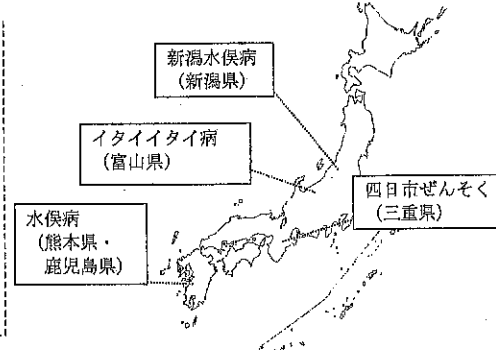 新潟水俣病
(新潟県)
イタイイタイ病
(富山県)
四日市ぜんそく
(三重県)
水俣病
(熊本県・
鹿児島県)